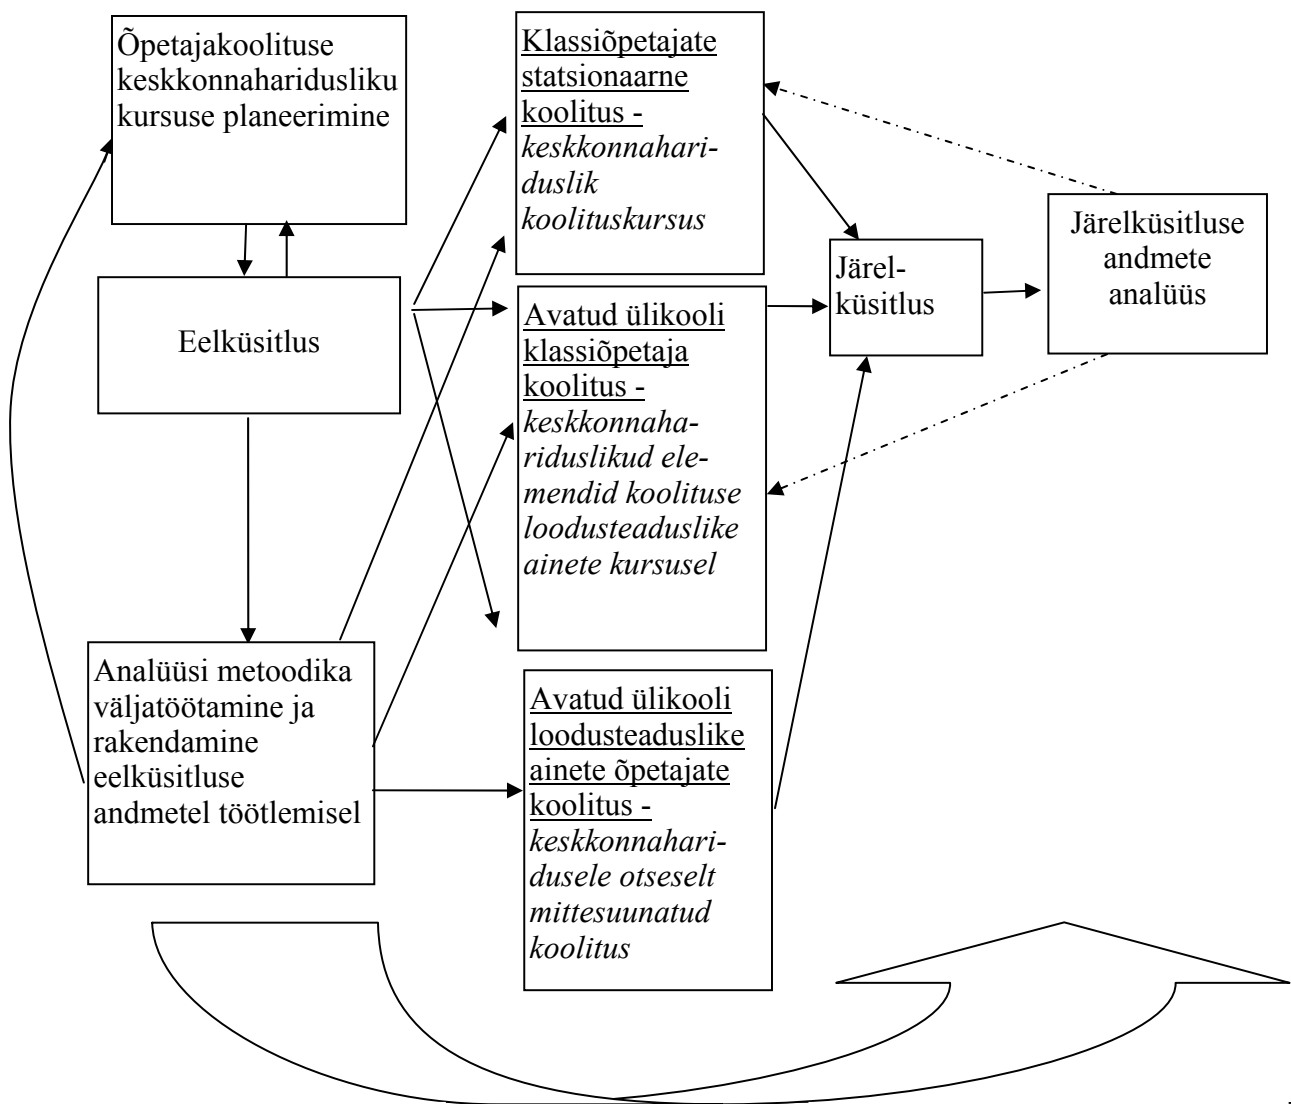 Õpetajakoolituse
keskkonnaharidusliku
kursuse planeerimine
Eelküsitlus
Analüüsi metoodika
väljatöötamine ja
rakendamine
eelküsitluse
andmetel töötlemisel
Klassiõpetajate
statsionaarne
koolitus -
keskkonnahari-
duslik
koolituskursus
Avatud ülikooli
klassiõpetaja
koolitus -
keskkonnaha-
riduslikud ele-
mendid koolituse
loodusteaduslike
ainete kursusel
Avatud ülikooli
loodusteaduslike
ainete õpetajate
koolitus -
keskkonnahari-
dusele otseselt
mittesuunatud
koolitus
Järel-
küsitlus
Järelküsitluse
andmete
analüüs